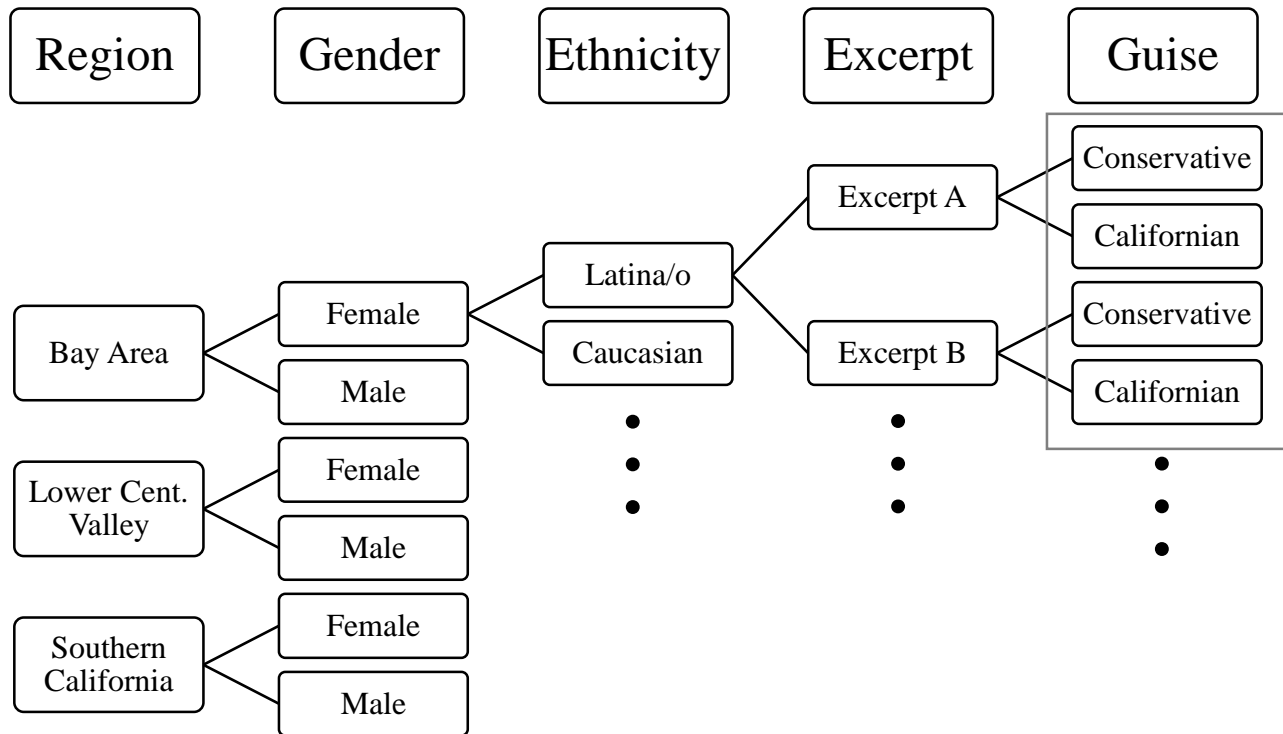 Region
Gender
Ethnicity
Excerpt
Guise
Bay Area
Lower Cent.
Valley
Southern
California
Female
Male
Female
Male
Female
Male
Latina/o
Caucasian
Excerpt A
Excerpt B
Conservative
Californian
Conservative
Californian